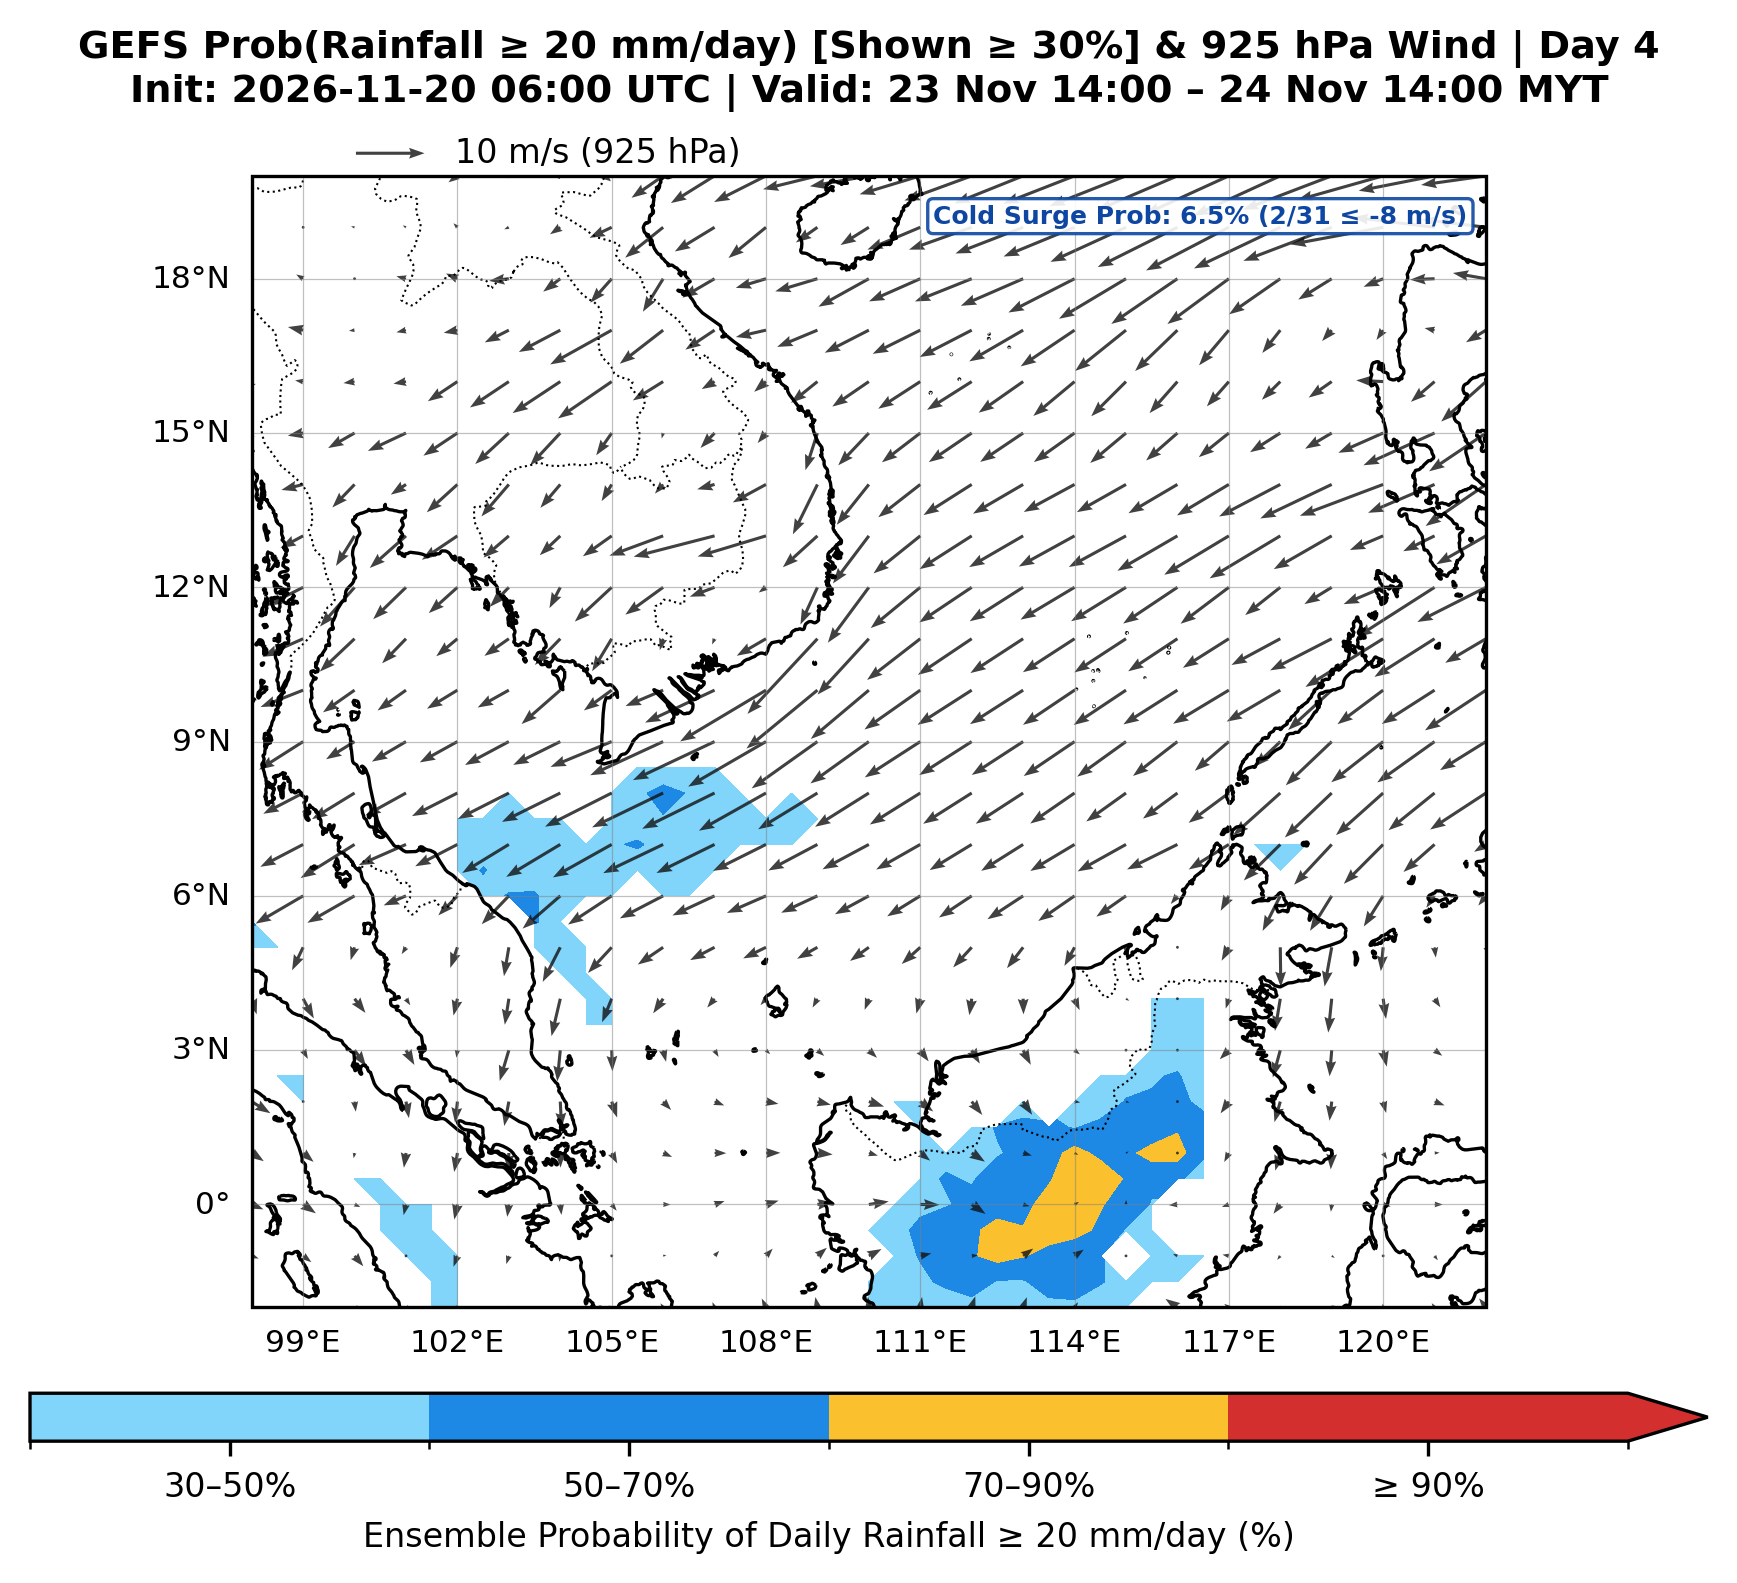 GEFS Prob(Rainfall ≥ 20 mm/day) [Shown ≥ 30%] & 925 hPa Wind | Day 4
Init: 2026-11-20 06:00 UTC | Valid: 23 Nov 14:00 – 24 Nov 14:00 MYT
10 m/s (925 hPa)
Cold Surge Prob: 6.5% (2/31 ≤ -8 m/s)
18°N
15°N
12°N
9°N
6°N
3°N
0°
99°E 102°E 105°E 108°E 111°E 114°E 117°E 120°E
30–50% 50–70% 70–90% ≥ 90%
Ensemble Probability of Daily Rainfall ≥ 20 mm/day (%)